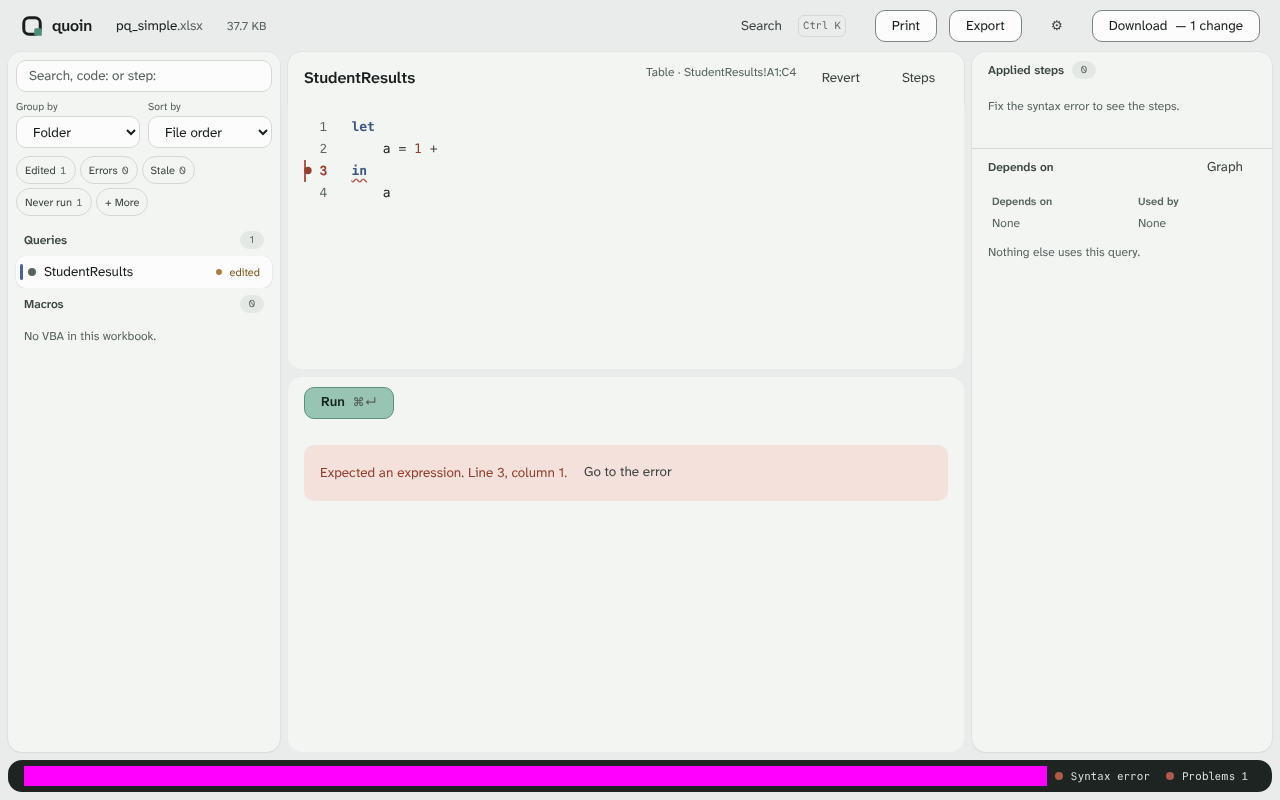 quoin pq_simple.xlsx 37.7 KB Search Ctrl K Print Export ⚙ Download — 1 change
Search, code: or step:
Group by Sort by
Folder File order
Edited 1 Errors 0 Stale 0
Never run 1 + More
Queries 1
StudentResults edited
Macros 0
No VBA in this workbook.
StudentResults Table · StudentResults!A1:C4 Revert Steps
1 let
2 a = 1 +
3 in
4 a
Run ⌘↵
Expected an expression. Line 3, column 1. Go to the error
Applied steps 0
Fix the syntax error to see the steps.
Depends on Graph
Depends on Used by
None None
Nothing else uses this query.
Syntax error Problems 1